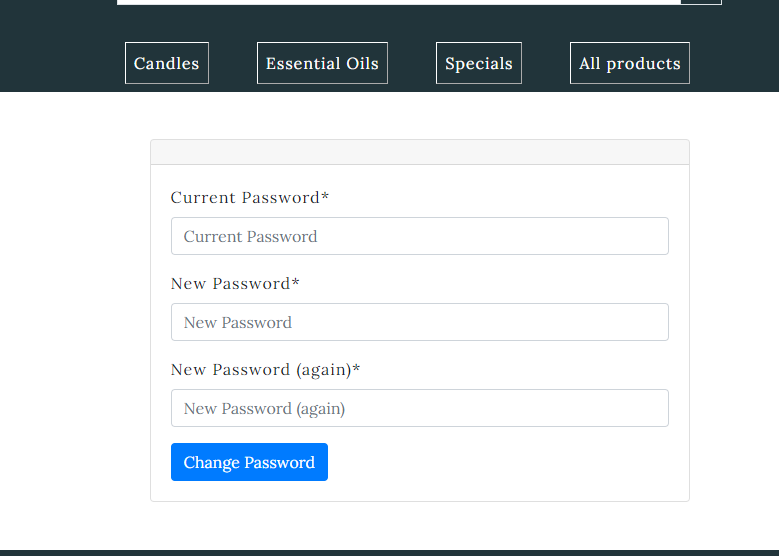 Candles Essential Oils Specials All products
Current Password*
Current Password
New Password*
New Password
New Password (again)*
New Password (again)
Change Password